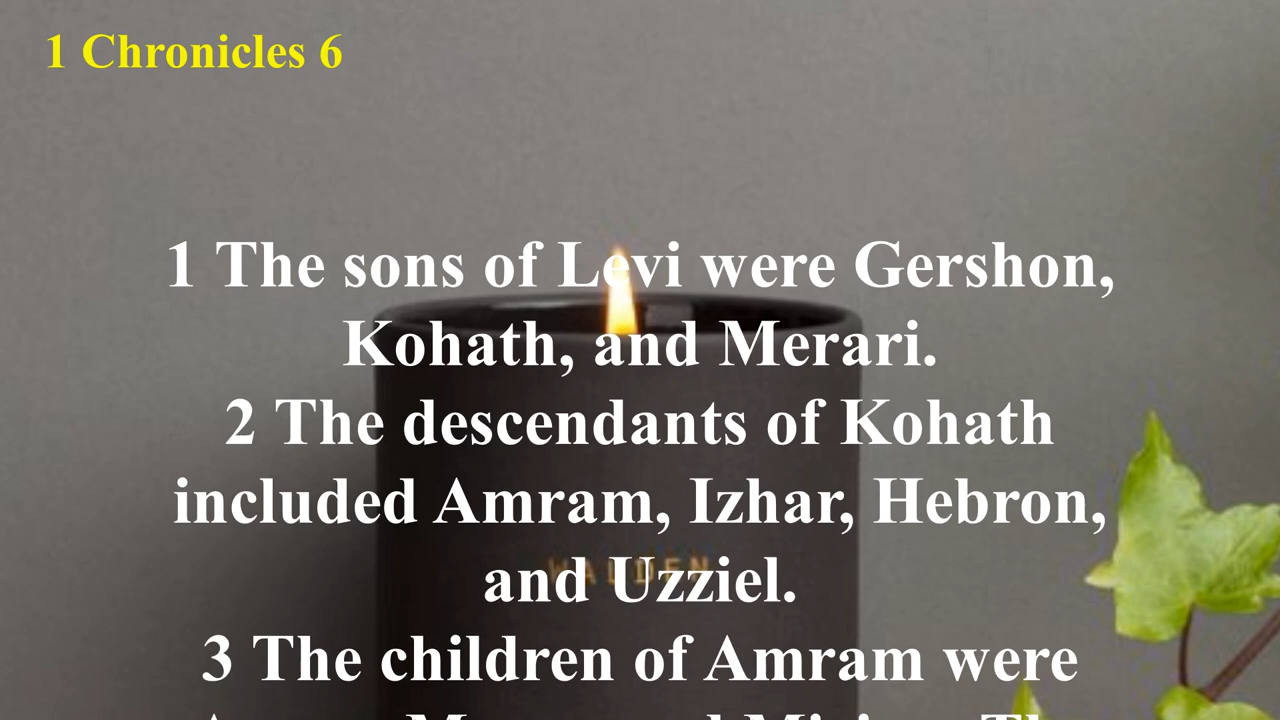 1 Chronicles 6
1 The sons of Levi were Gershon,
Kohath, and Merari.
2 The descendants of Kohath
included Amram, Izhar, Hebron,
and Uzziel.
WALDEN
3 The children of Amram were